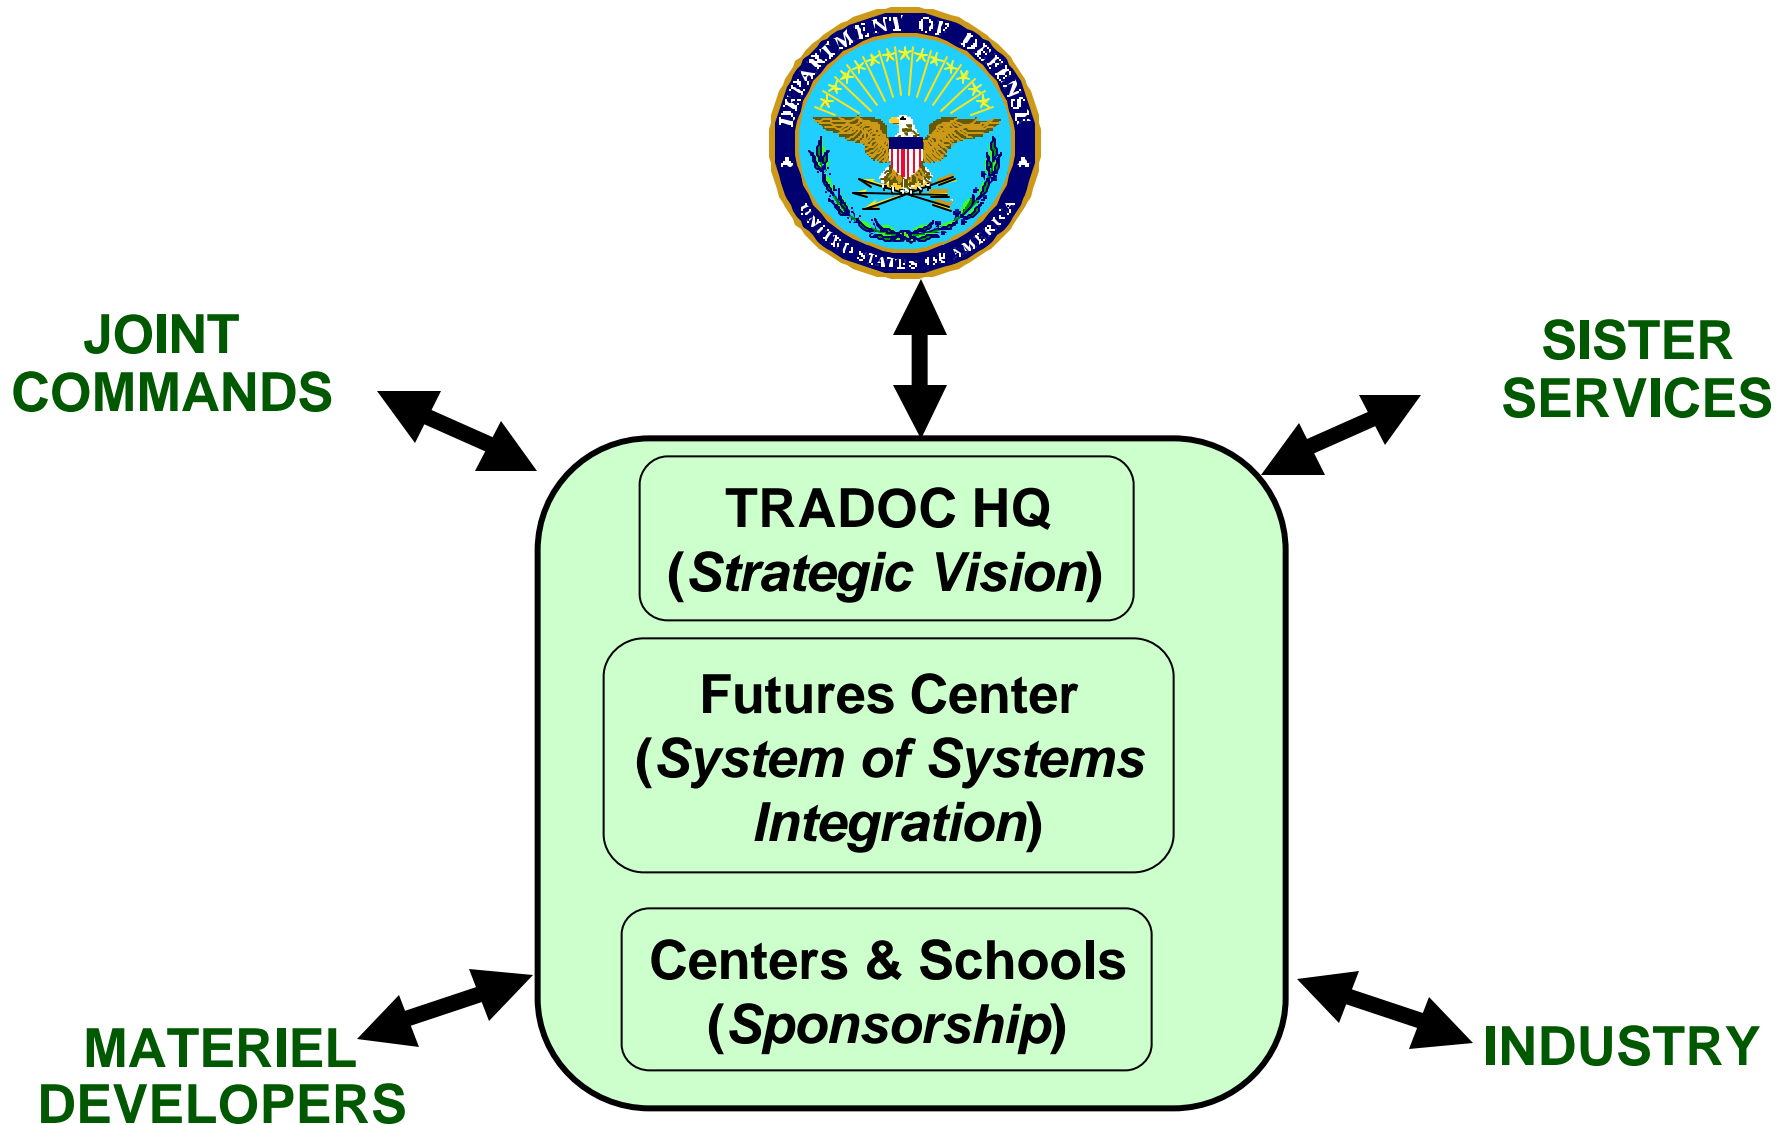 DEPARTMENT OF DEFENSE
UNITED STATES OF AMERICA
JOINT
COMMANDS
SISTER
SERVICES
TRADOC HQ
(Strategic Vision)
Futures Center
(System of Systems
Integration)
Centers & Schools
(Sponsorship)
MATERIEL
DEVELOPERS
INDUSTRY